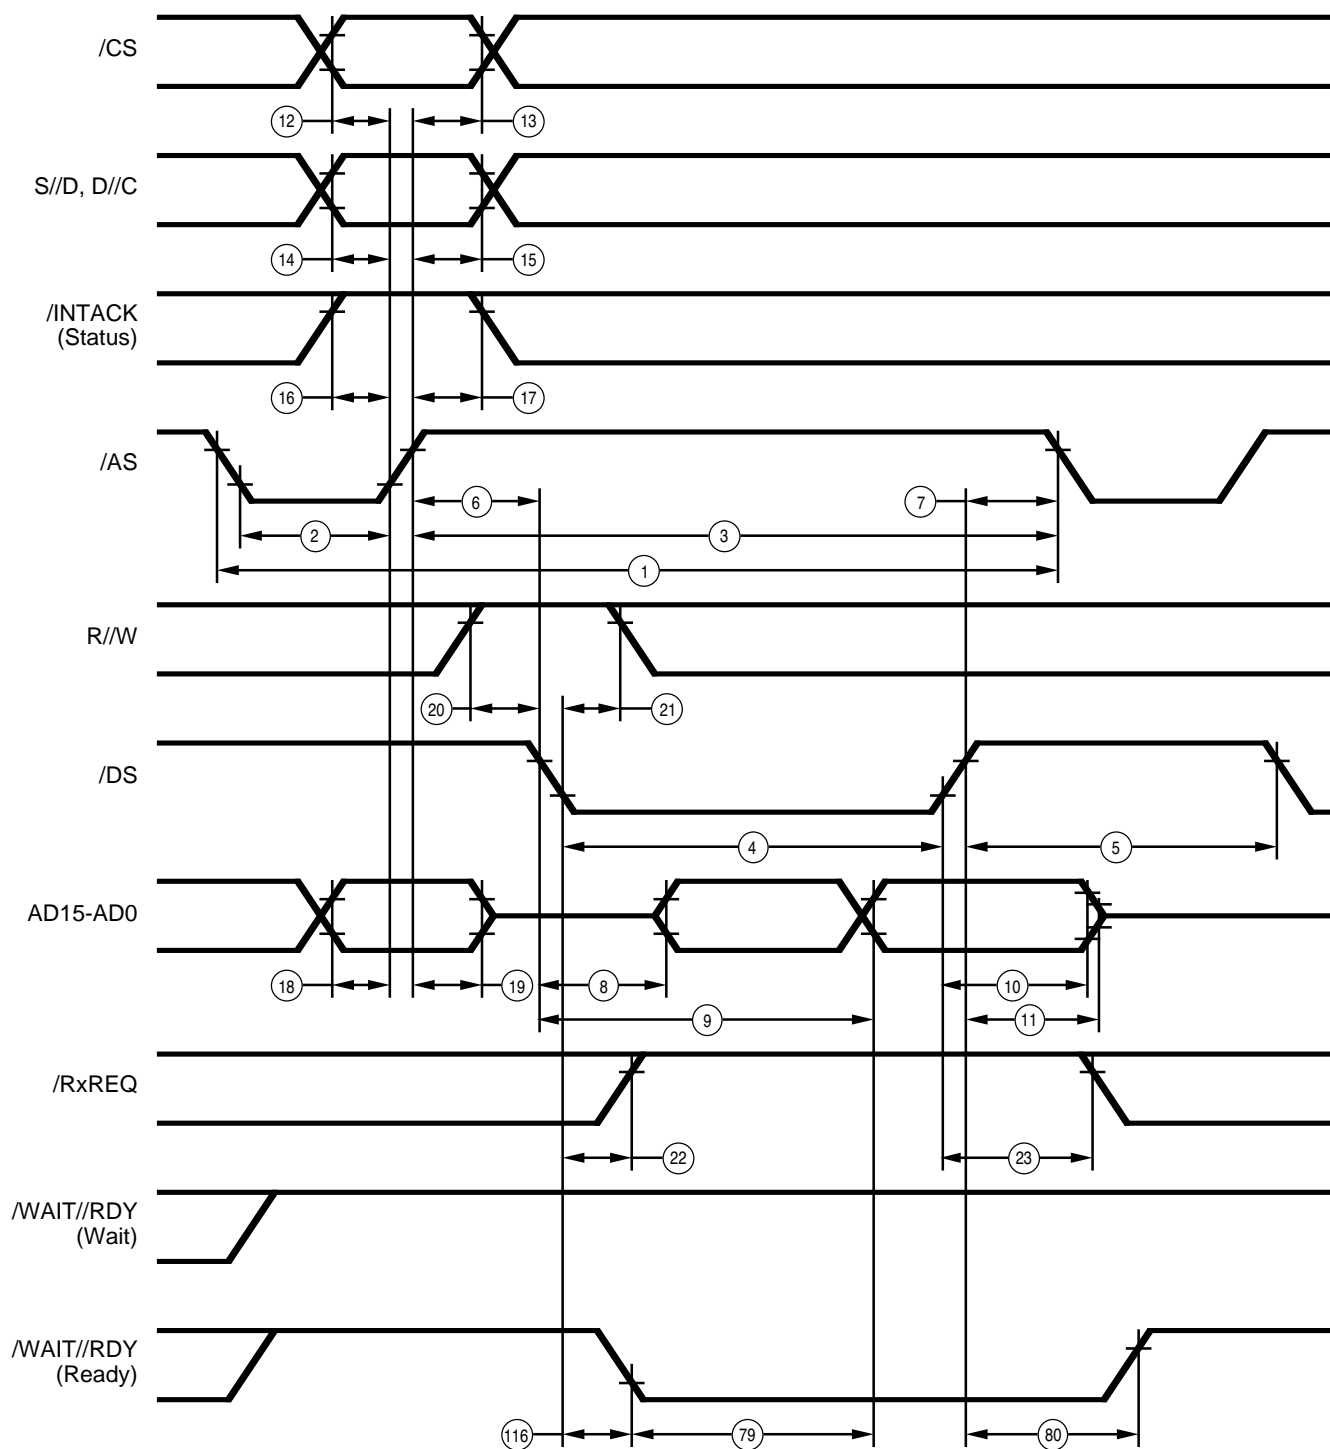 /CS
12
13
S//D, D//C
14
15
/INTACK
(Status)
16
17
/AS
6
7
2
3
1
R//W
20
21
/DS
4
5
AD15-AD0
18
19
8
10
9
11
/RxREQ
22
23
/WAIT//RDY
(Wait)
/WAIT//RDY
(Ready)
116
79
80